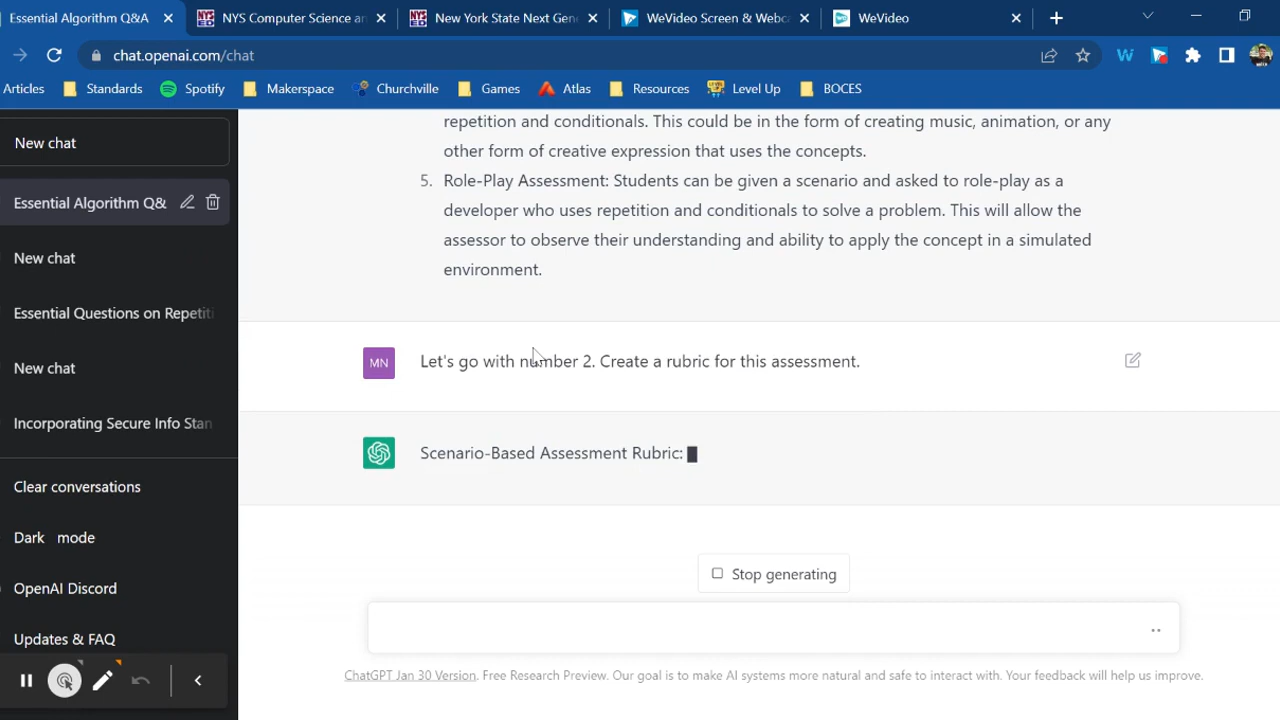 Essential Algorithm Q&A
NYS Computer Science an
New York State Next Gen
WeVideo Screen & Webc
WeVideo
chat.openai.com/chat
Articles
Standards
Spotify
Makerspace
Churchville
Games
Atlas
Resources
Level Up
BOCES
New chat
Essential Algorithm Q&
New chat
Essential Questions on Repetiti
New chat
Incorporating Secure Info Stan
Clear conversations
Dark mode
OpenAI Discord
Updates & FAQ
repetition and conditionals. This could be in the form of creating music, animation, or any
other form of creative expression that uses the concepts.
5. Role-Play Assessment: Students can be given a scenario and asked to role-play as a
developer who uses repetition and conditionals to solve a problem. This will allow the
assessor to observe their understanding and ability to apply the concept in a simulated
environment.
MN
Let's go with number 2. Create a rubric for this assessment.
Scenario-Based Assessment Rubric:
Stop generating
ChatGPT Jan 30 Version. Free Research Preview. Our goal is to make AI systems more natural and safe to interact with. Your feedback will help us improve.